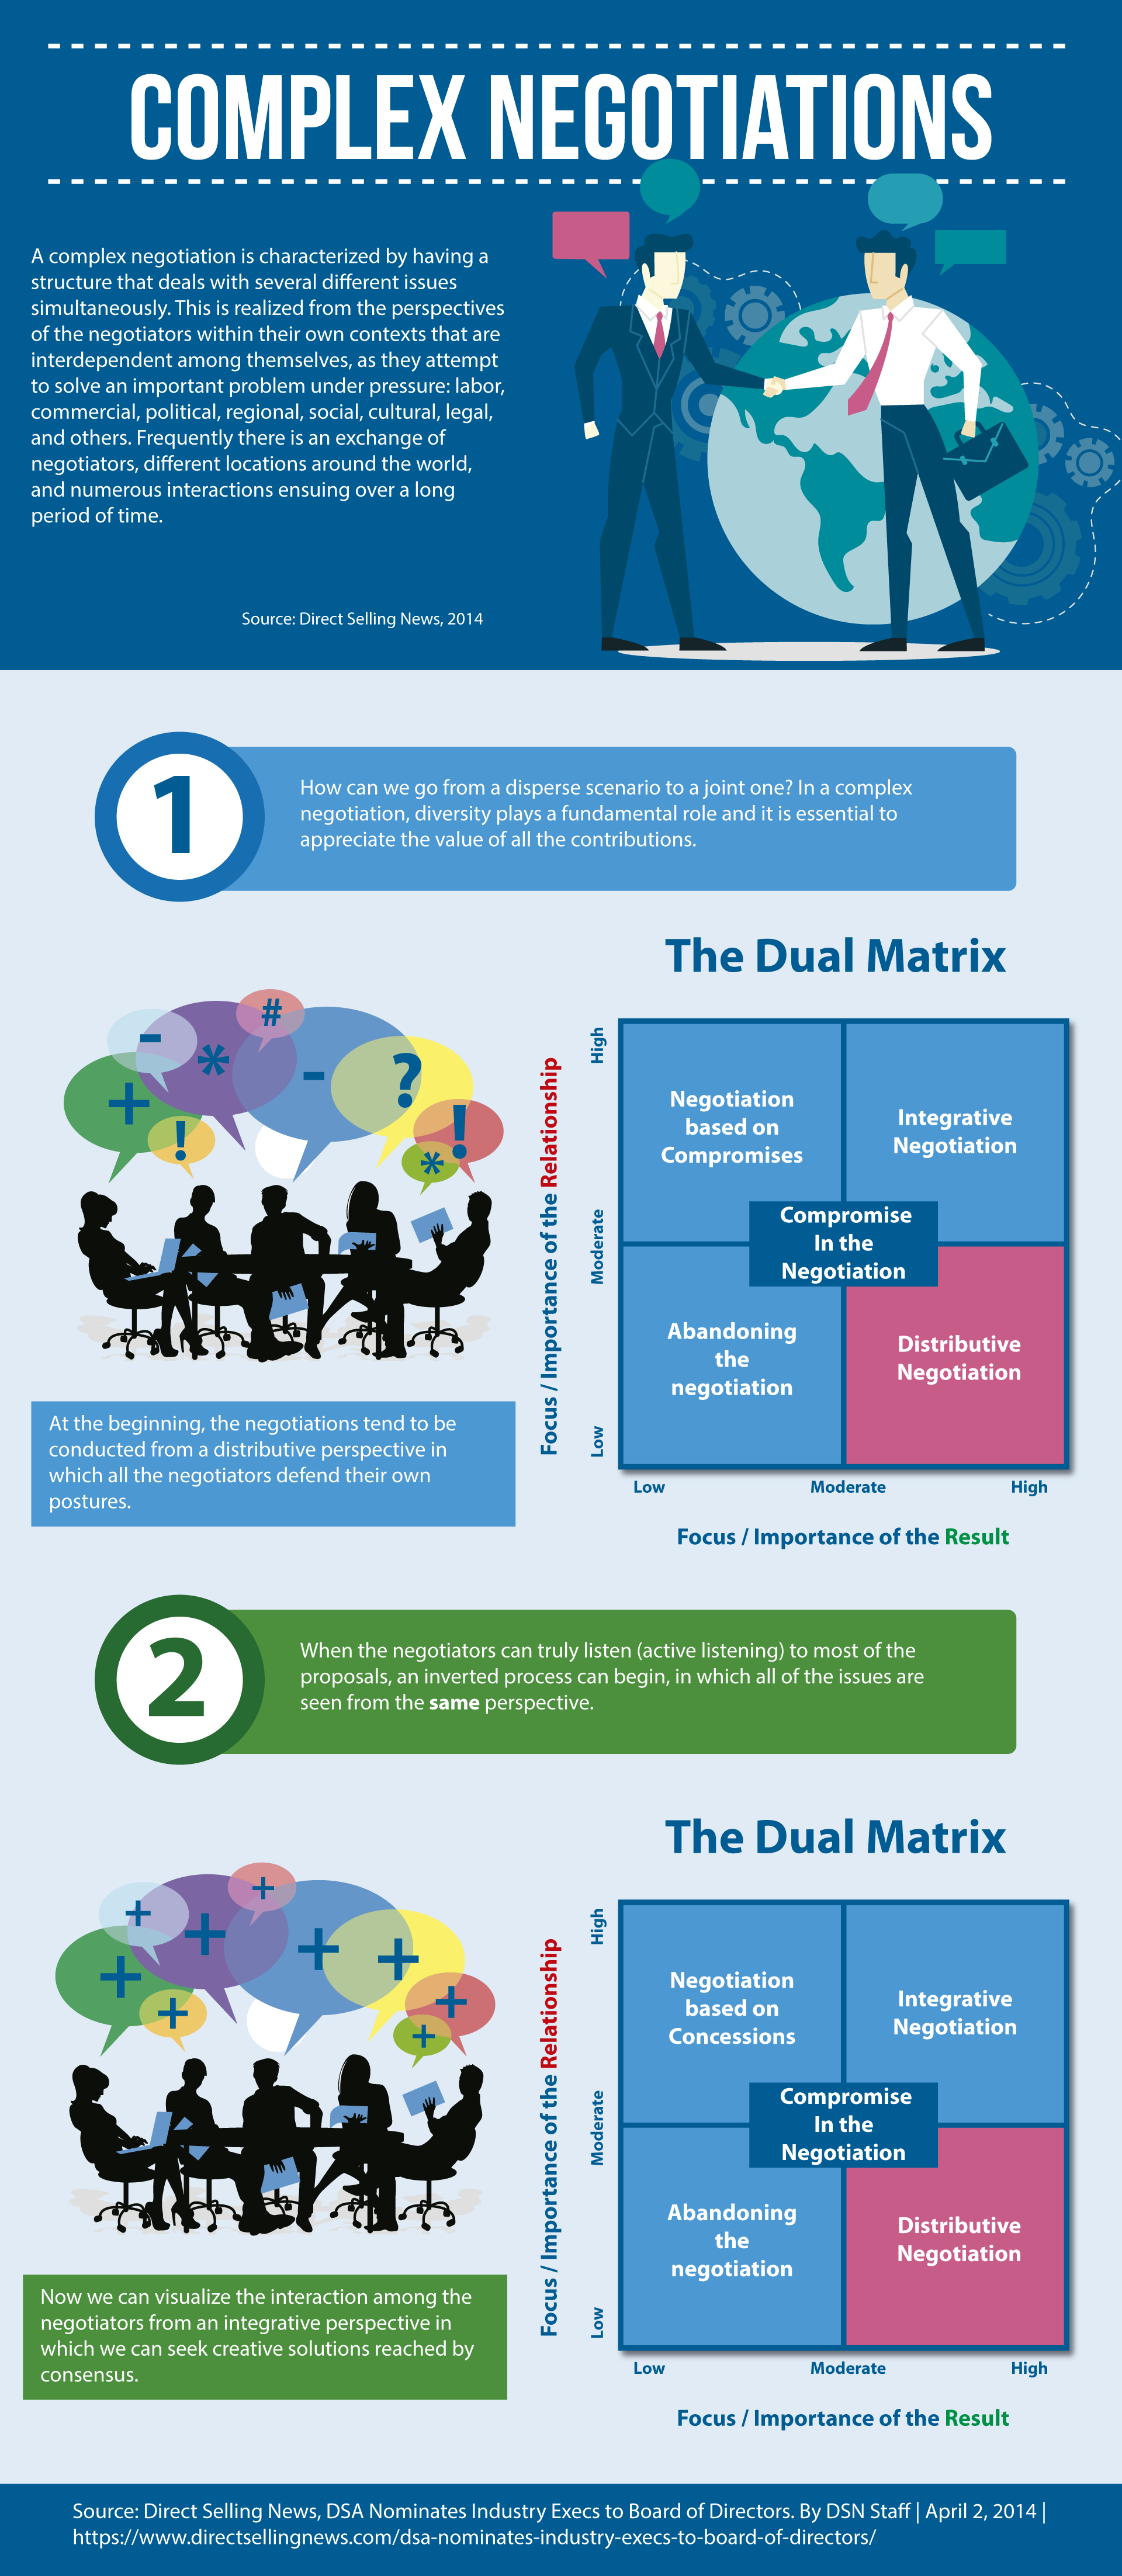 COMPLEX NEGOTIATIONS
A complex negotiation is characterized by having a
structure that deals with several different issues
simultaneously. This is realized from the perspectives
of the negotiators within their own contexts that are
interdependent among themselves, as they attempt
to solve an important problem under pressure: labor,
commercial, political, regional, social, cultural, legal,
and others. Frequently there is an exchange of
negotiators, different locations around the world,
and numerous interactions ensuing over a long
period of time.
Source: Direct Selling News, 2014
1
How can we go from a disperse scenario to a joint one? In a complex
negotiation, diversity plays a fundamental role and it is essential to
appreciate the value of all the contributions.
#
-
*
-
?
+
!
!
*
At the beginning, the negotiations tend to be
conducted from a distributive perspective in
which all the negotiators defend their own
postures.
The Dual Matrix
Focus / Importance of the Relationship
High
Moderate
Low
Negotiation
based on
Compromises
Integrative
Negotiation
Compromise
In the
Negotiation
Abandoning
the
negotiation
Distributive
Negotiation
Low
Moderate
High
Focus / Importance of the Result
2
When the negotiators can truly listen (active listening) to most of the
proposals, an inverted process can begin, in which all of the issues are
seen from the same perspective.
+
+
+
+
+
+
+
+
+
Now we can visualize the interaction among the
negotiators from an integrative perspective in
which we can seek creative solutions reached by
consensus.
The Dual Matrix
Focus / Importance of the Relationship
High
Moderate
Low
Negotiation
based on
Concessions
Integrative
Negotiation
Compromise
In the
Negotiation
Abandoning
the
negotiation
Distributive
Negotiation
Low
Moderate
High
Focus / Importance of the Result
Source: Direct Selling News, DSA Nominates Industry Execs to Board of Directors. By DSN Staff | April 2, 2014 |
https://www.directsellingnews.com/dsa-nominates-industry-execs-to-board-of-directors/